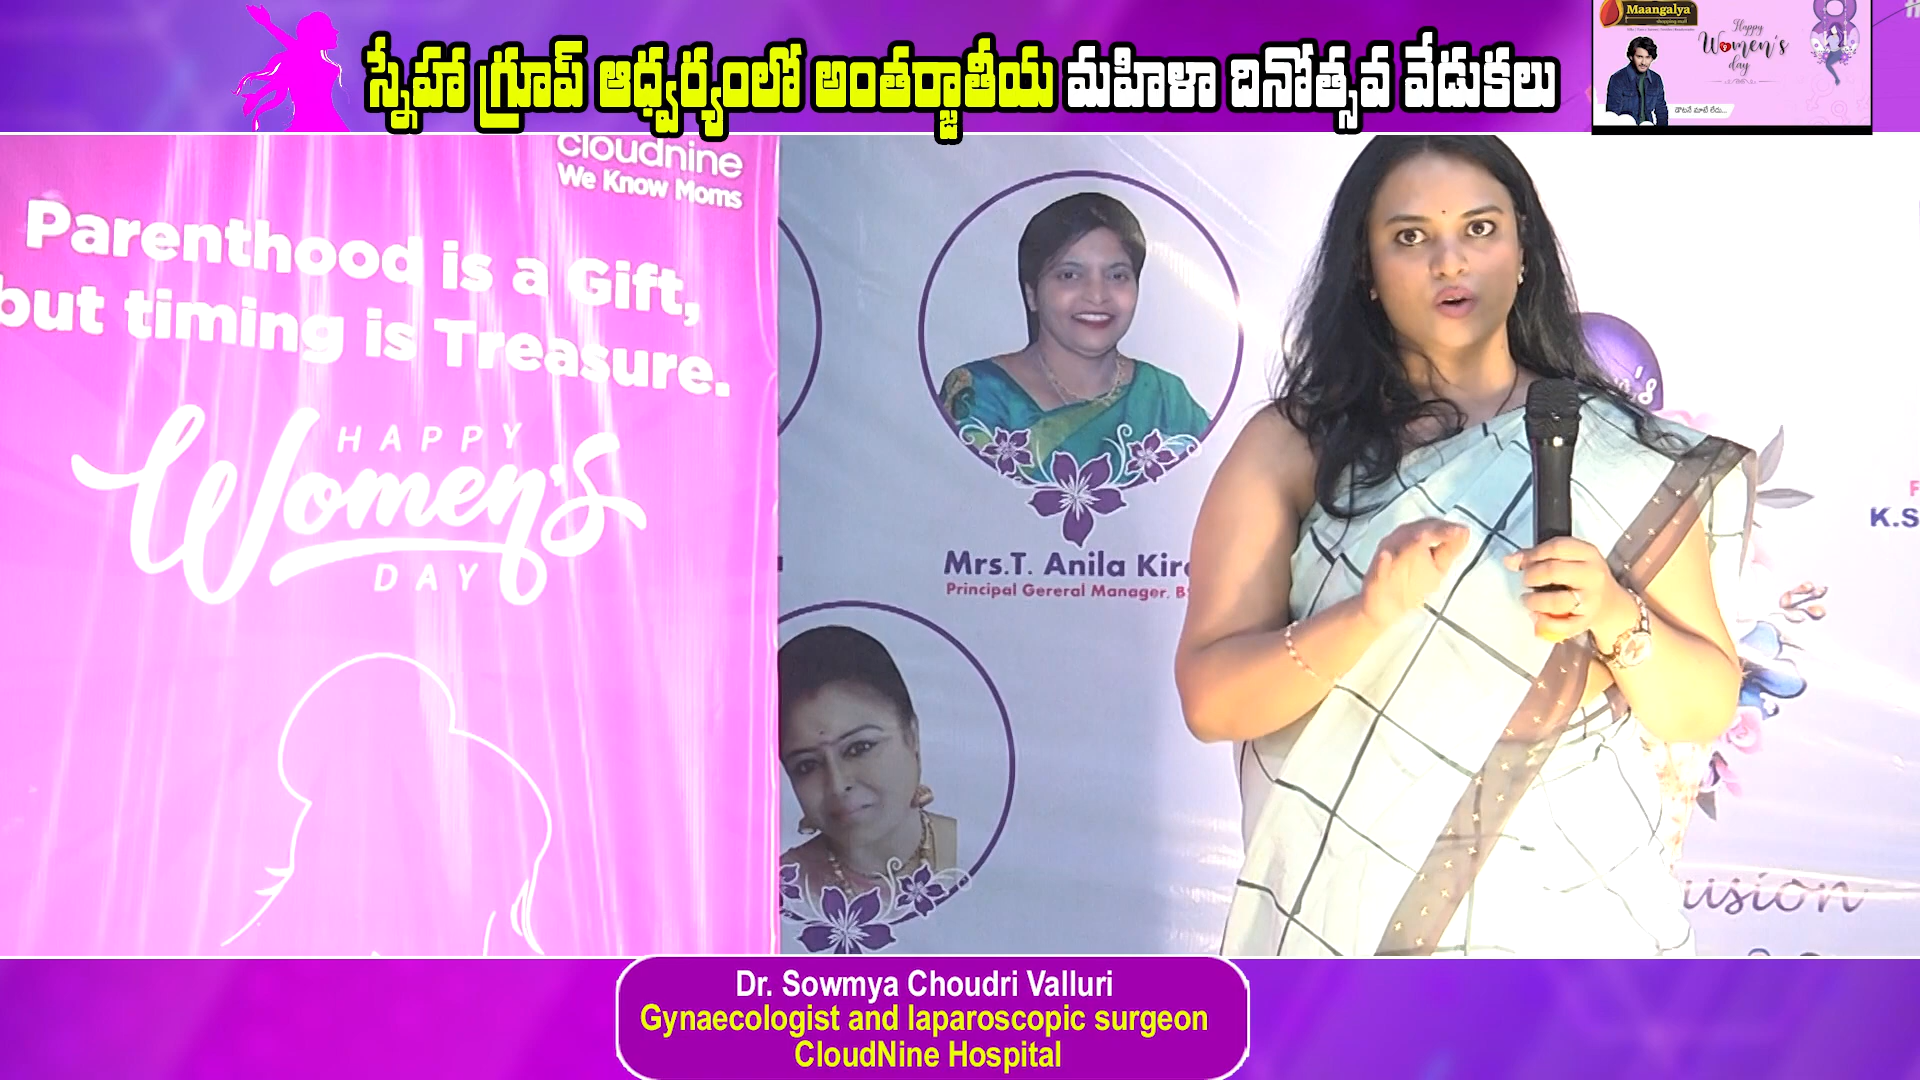 స్నేహా గ్రూప్ ఆధ్వర్యంలో అంతర్జాతీయ మహిళా దినోత్సవ వేడుకలు
Maangalya
Happy
Women's
day
cloudnine
We Know Moms
Parenthood is a Gift,
but timing is Treasure.
HAPPY
Women's
DAY
Mrs.T. Anila
Principal Gereral Manager,
K.S
Dr. Sowmya Choudri Valluri
Gynaecologist and laparoscopic surgeon
CloudNine Hospital